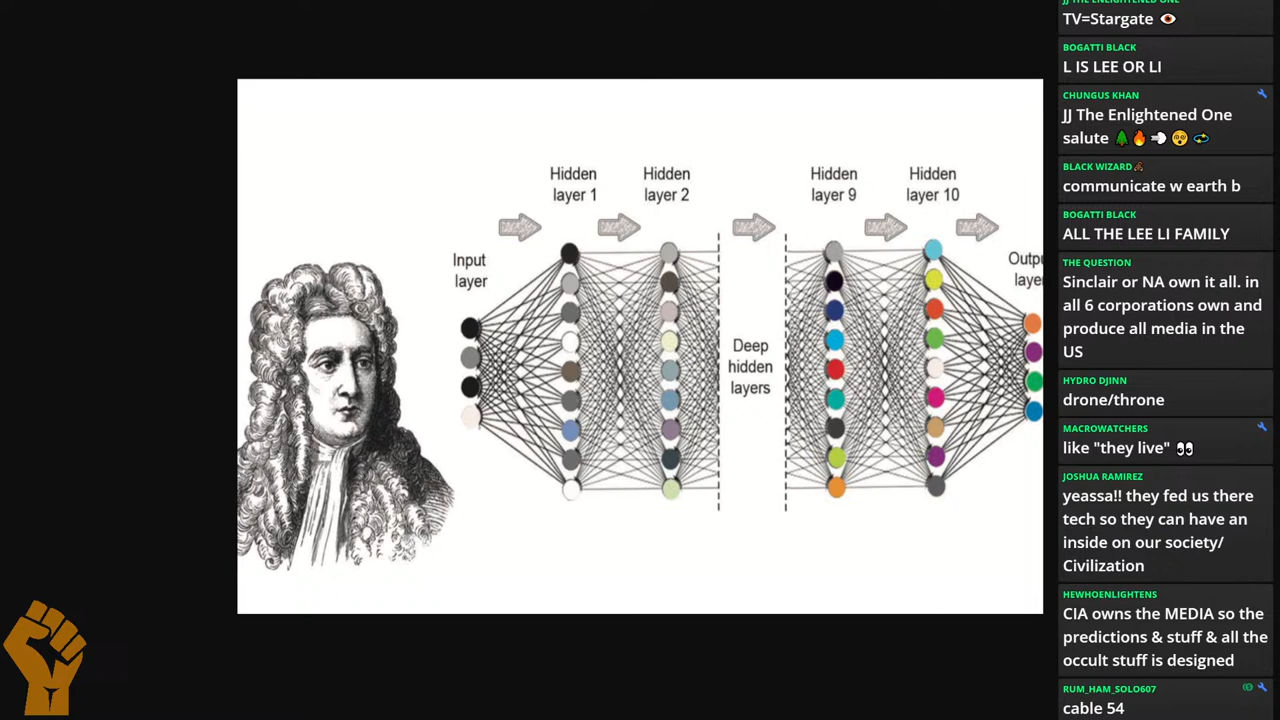 Hidden
layer 1
Hidden
layer 2
Hidden
layer 9
Hidden
layer 10
Input
layer
Deep
hidden
layers
TV=Stargate 👁
BOGATTI BLACK
L IS LEE OR LI
CHUNGUS KHAN
JJ The Enlightened One
salute 🌲🔥💨😵‍💫💫
BLACK WIZARD
communicate w earth b
BOGATTI BLACK
ALL THE LEE LI FAMILY
THE QUESTION
Sinclair or NA own it all. in
all 6 corporations own and
produce all media in the
US
HYDRO DJINN
drone/throne
MACROWATCHERS
like "they live" 👀
JOSHUA RAMIREZ
yeassa!! they fed us there
tech so they can have an
inside on our society/
Civilization
HEWHOENLIGHTENS
CIA owns the MEDIA so the
predictions & stuff & all the
occult stuff is designed
RUM_HAM_SOLO607
cable 54